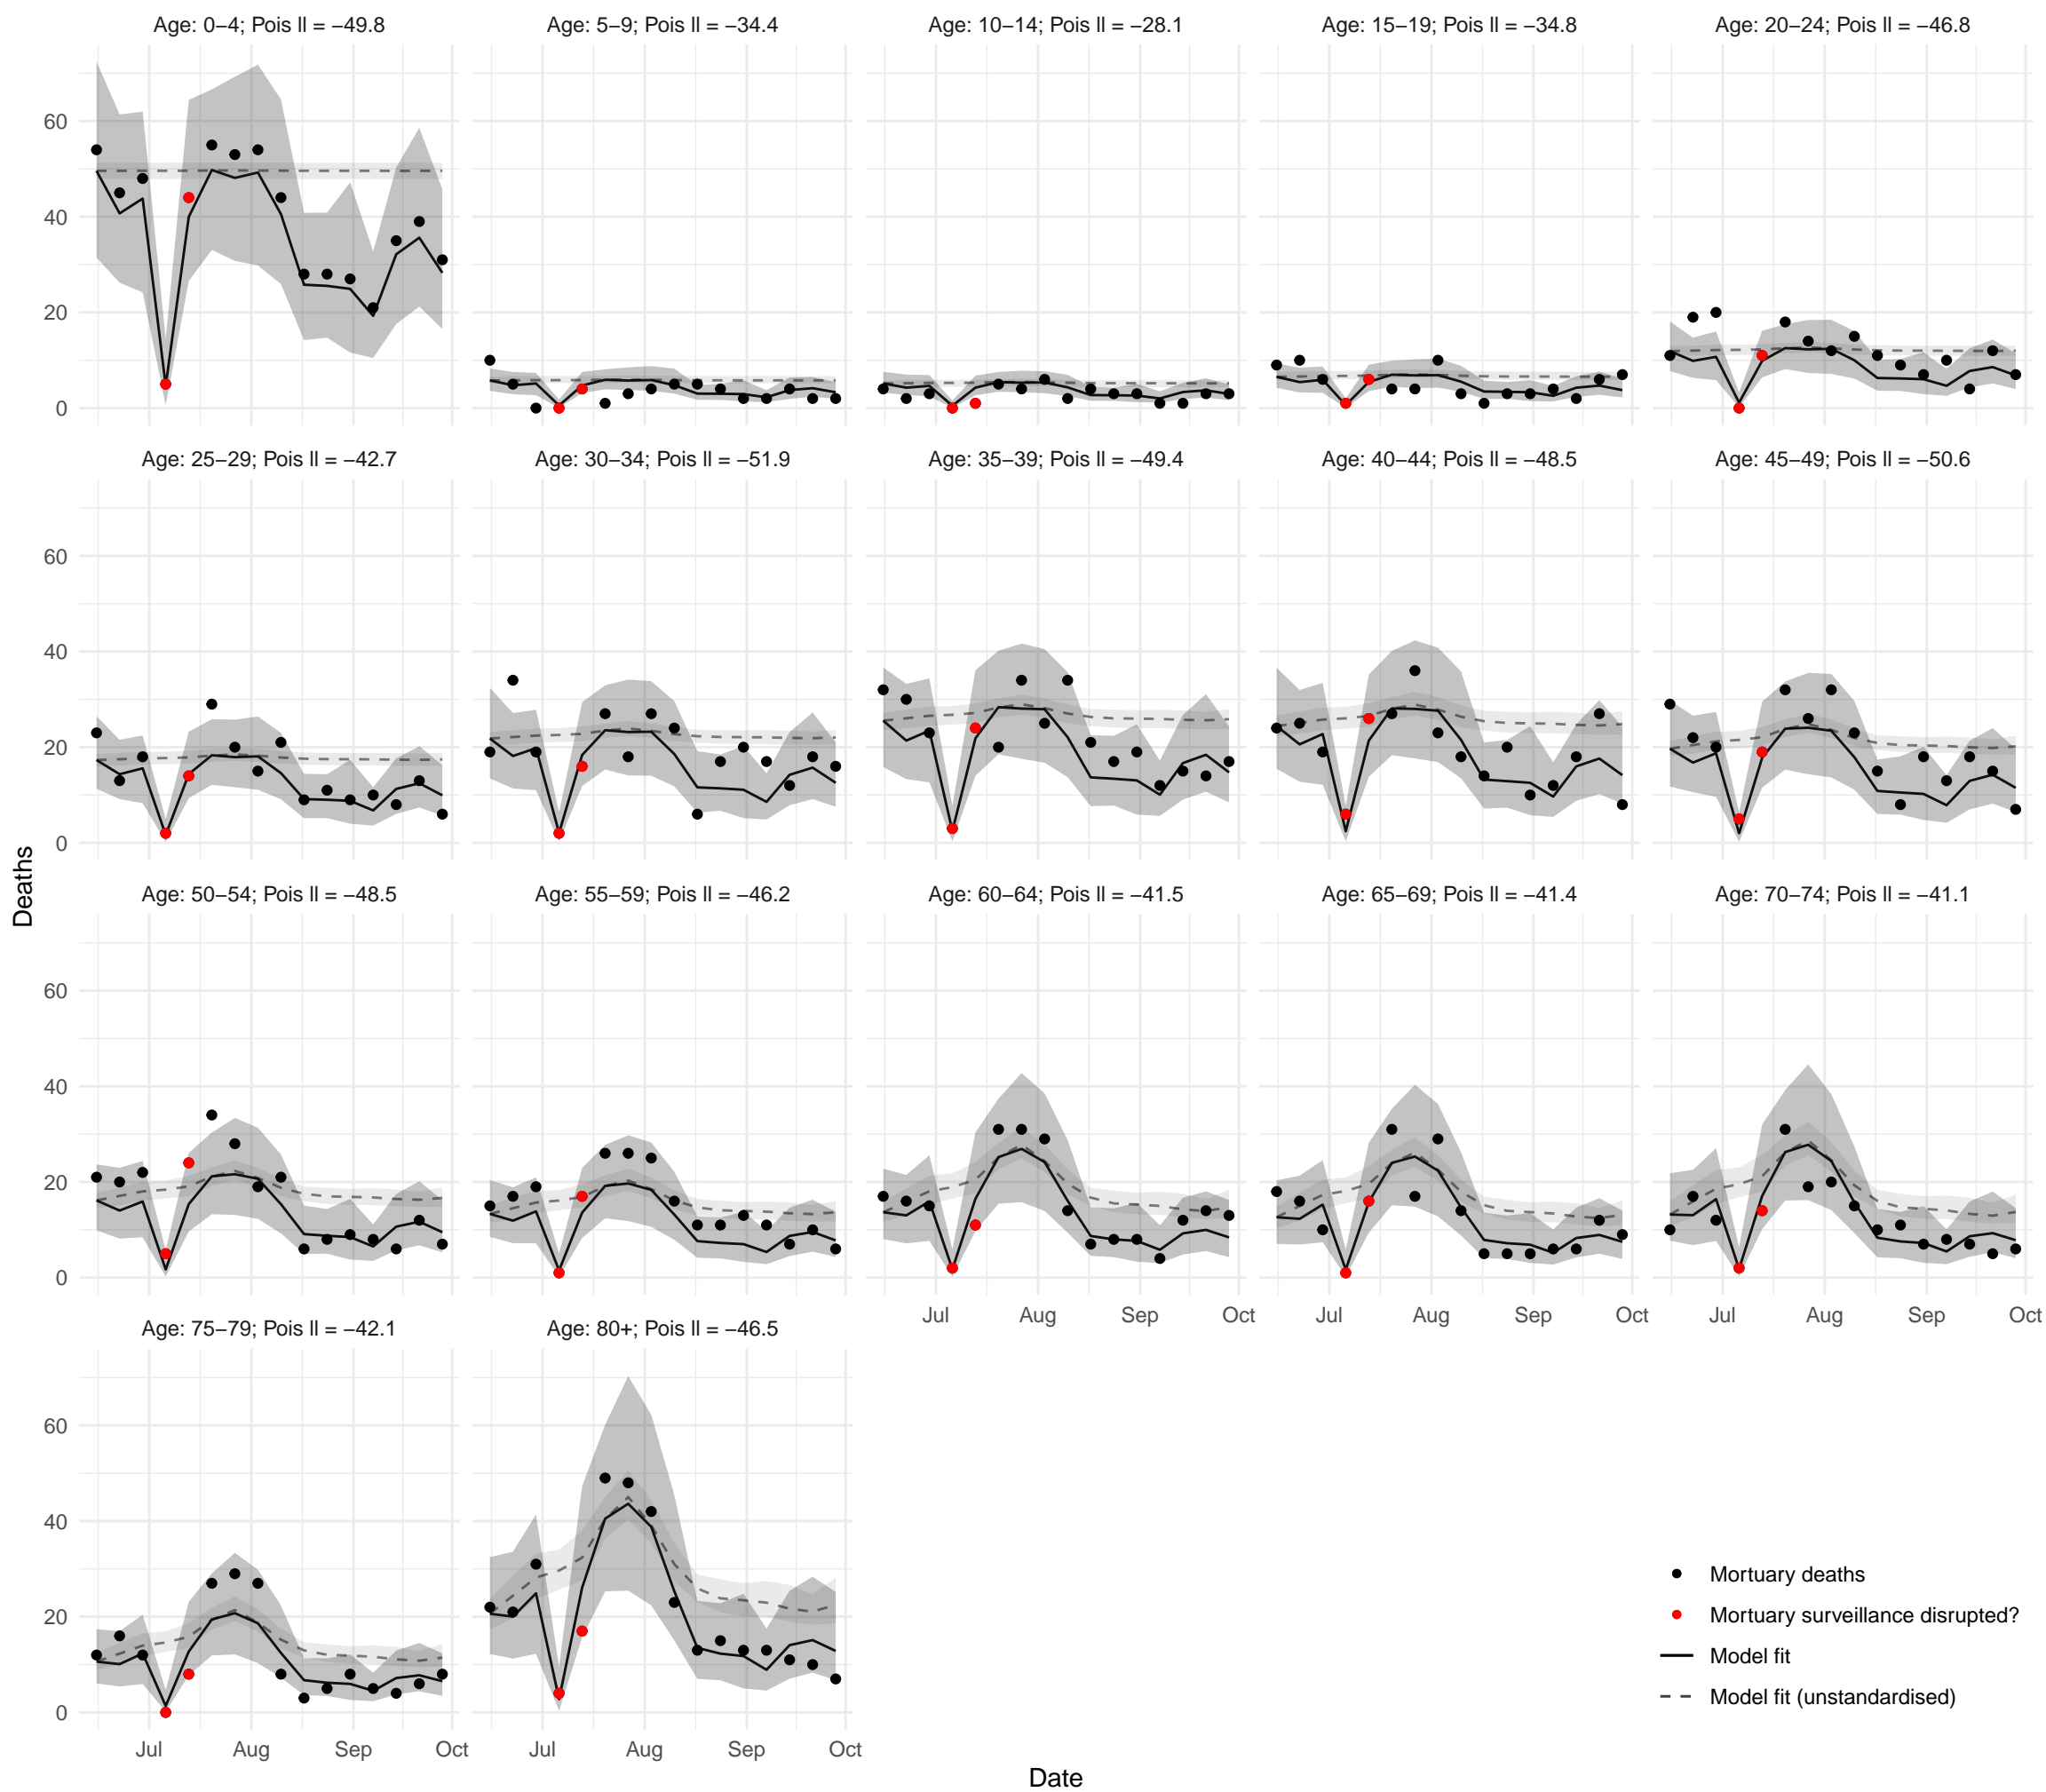 Age: 0–4; Pois ll = −49.8
Age: 5–9; Pois ll = −34.4
Age: 10–14; Pois ll = −28.1
Age: 15–19; Pois ll = −34.8
Age: 20–24; Pois ll = −46.8
60
40
20
0
Age: 25–29; Pois ll = −42.7
Age: 30–34; Pois ll = −51.9
Age: 35–39; Pois ll = −49.4
Age: 40–44; Pois ll = −48.5
Age: 45–49; Pois ll = −50.6
60
40
20
0
Deaths
Age: 50–54; Pois ll = −48.5
Age: 55–59; Pois ll = −46.2
Age: 60–64; Pois ll = −41.5
Age: 65–69; Pois ll = −41.4
Age: 70–74; Pois ll = −41.1
60
40
20
0
Jul Aug Sep Oct
Jul Aug Sep Oct
Jul Aug Sep Oct
Age: 75–79; Pois ll = −42.1
Age: 80+; Pois ll = −46.5
60
40
20
0
Jul Aug Sep Oct
Jul Aug Sep Oct
Mortuary deaths
Mortuary surveillance disrupted?
Model fit
Model fit (unstandardised)
Date